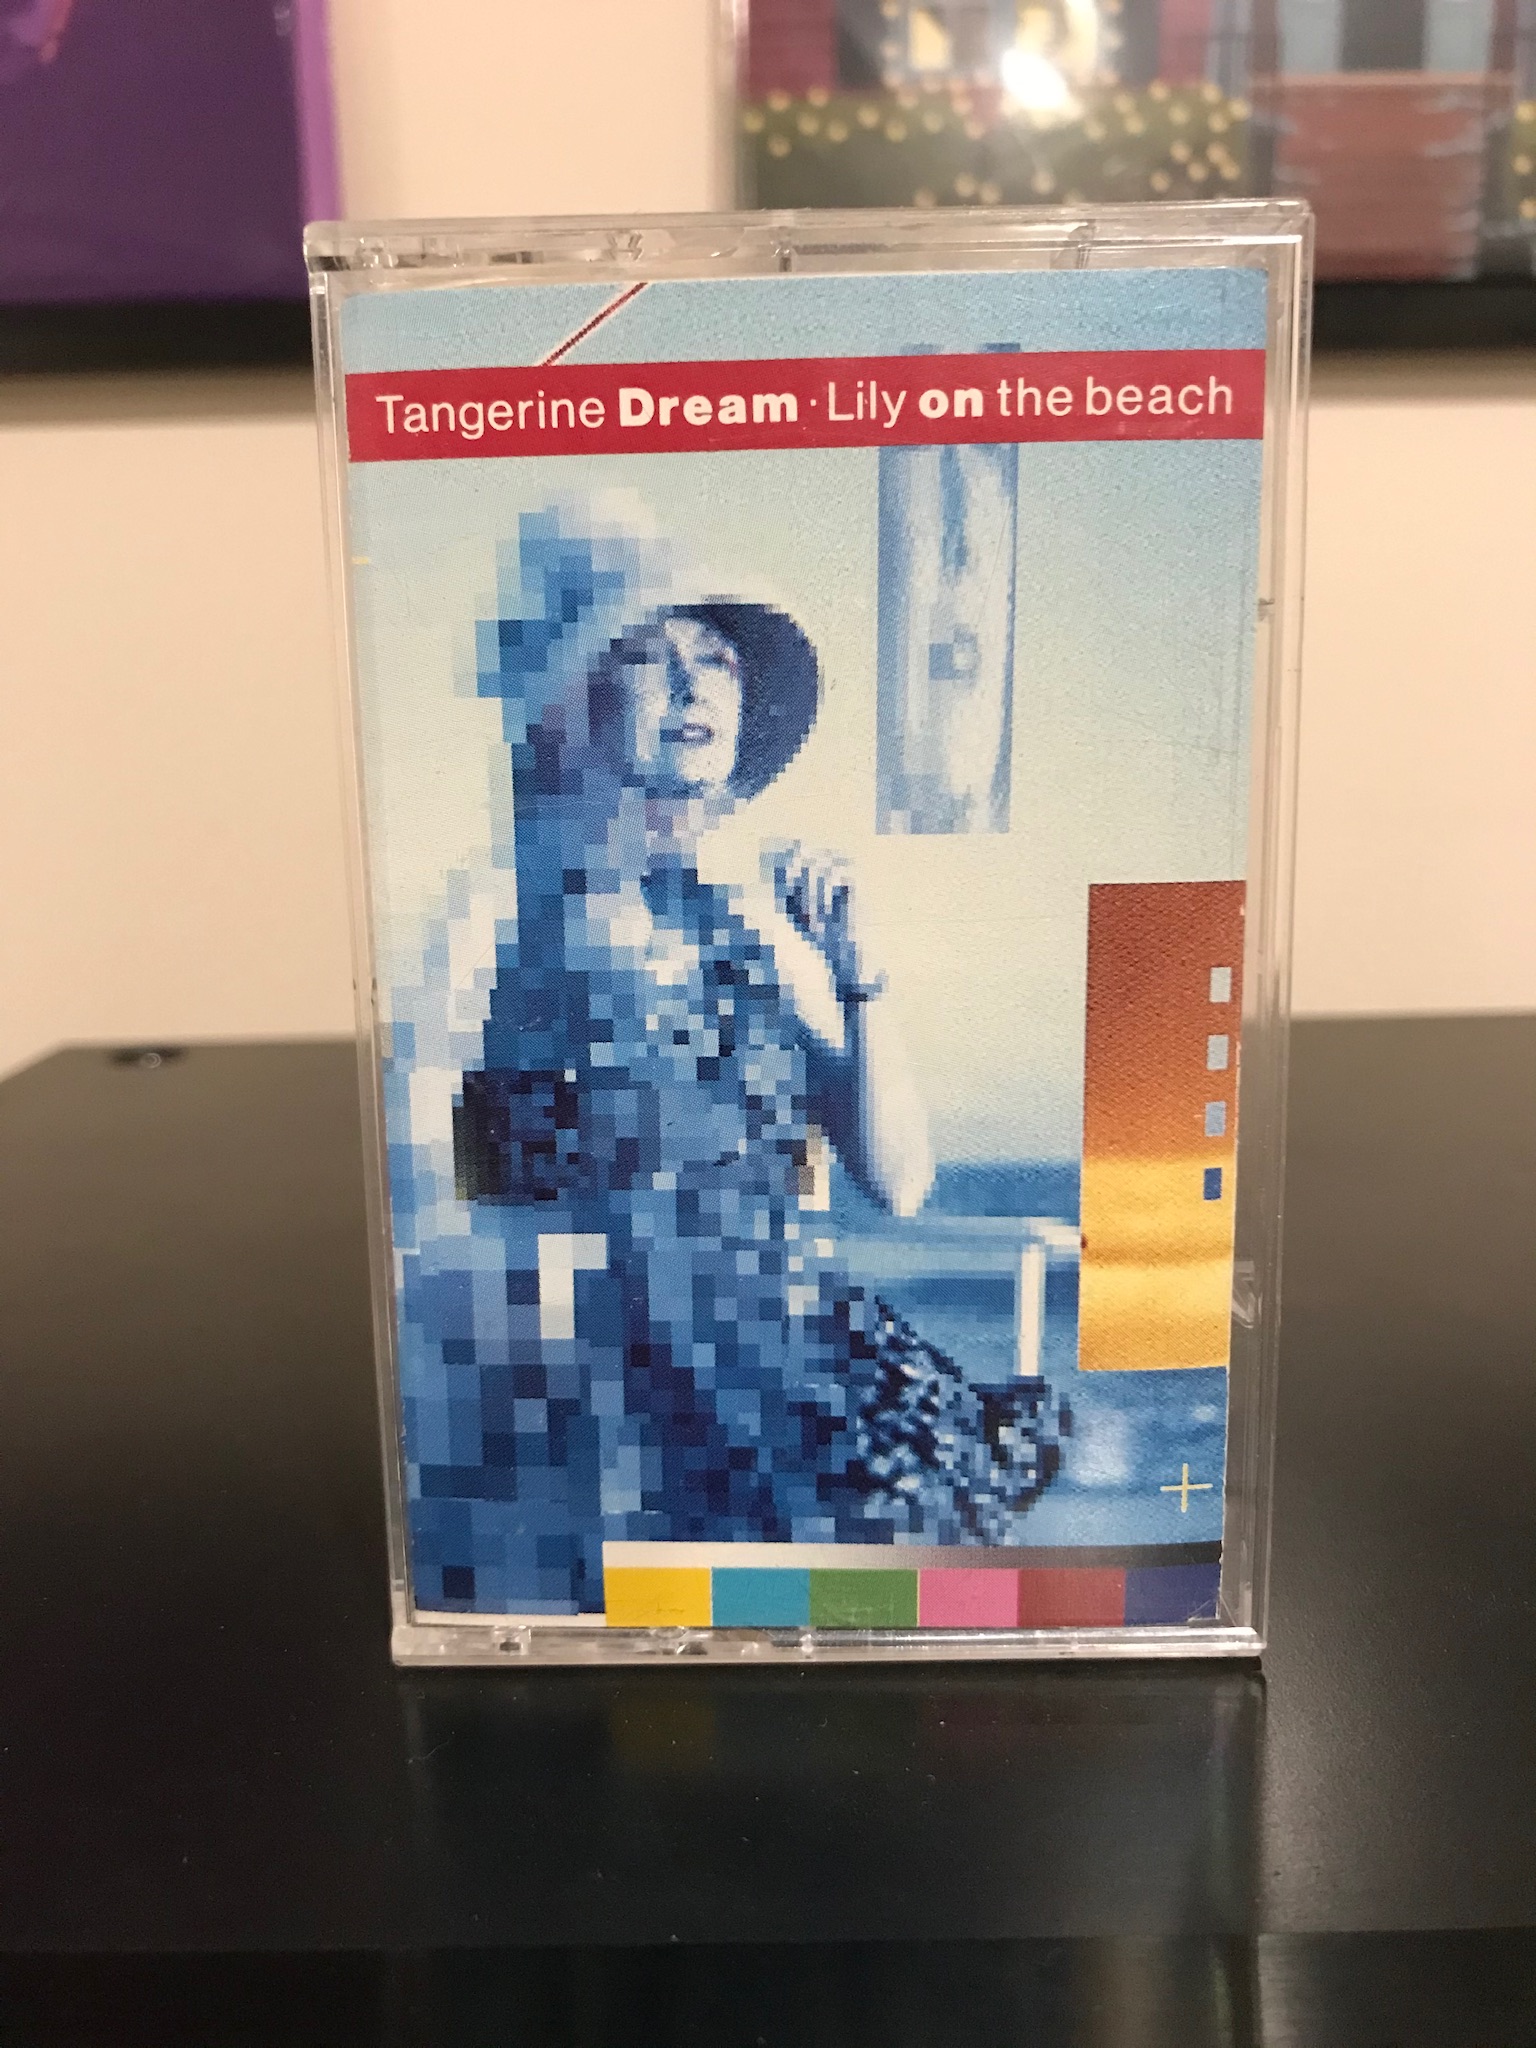 Tangerine Dream · Lily on the beach